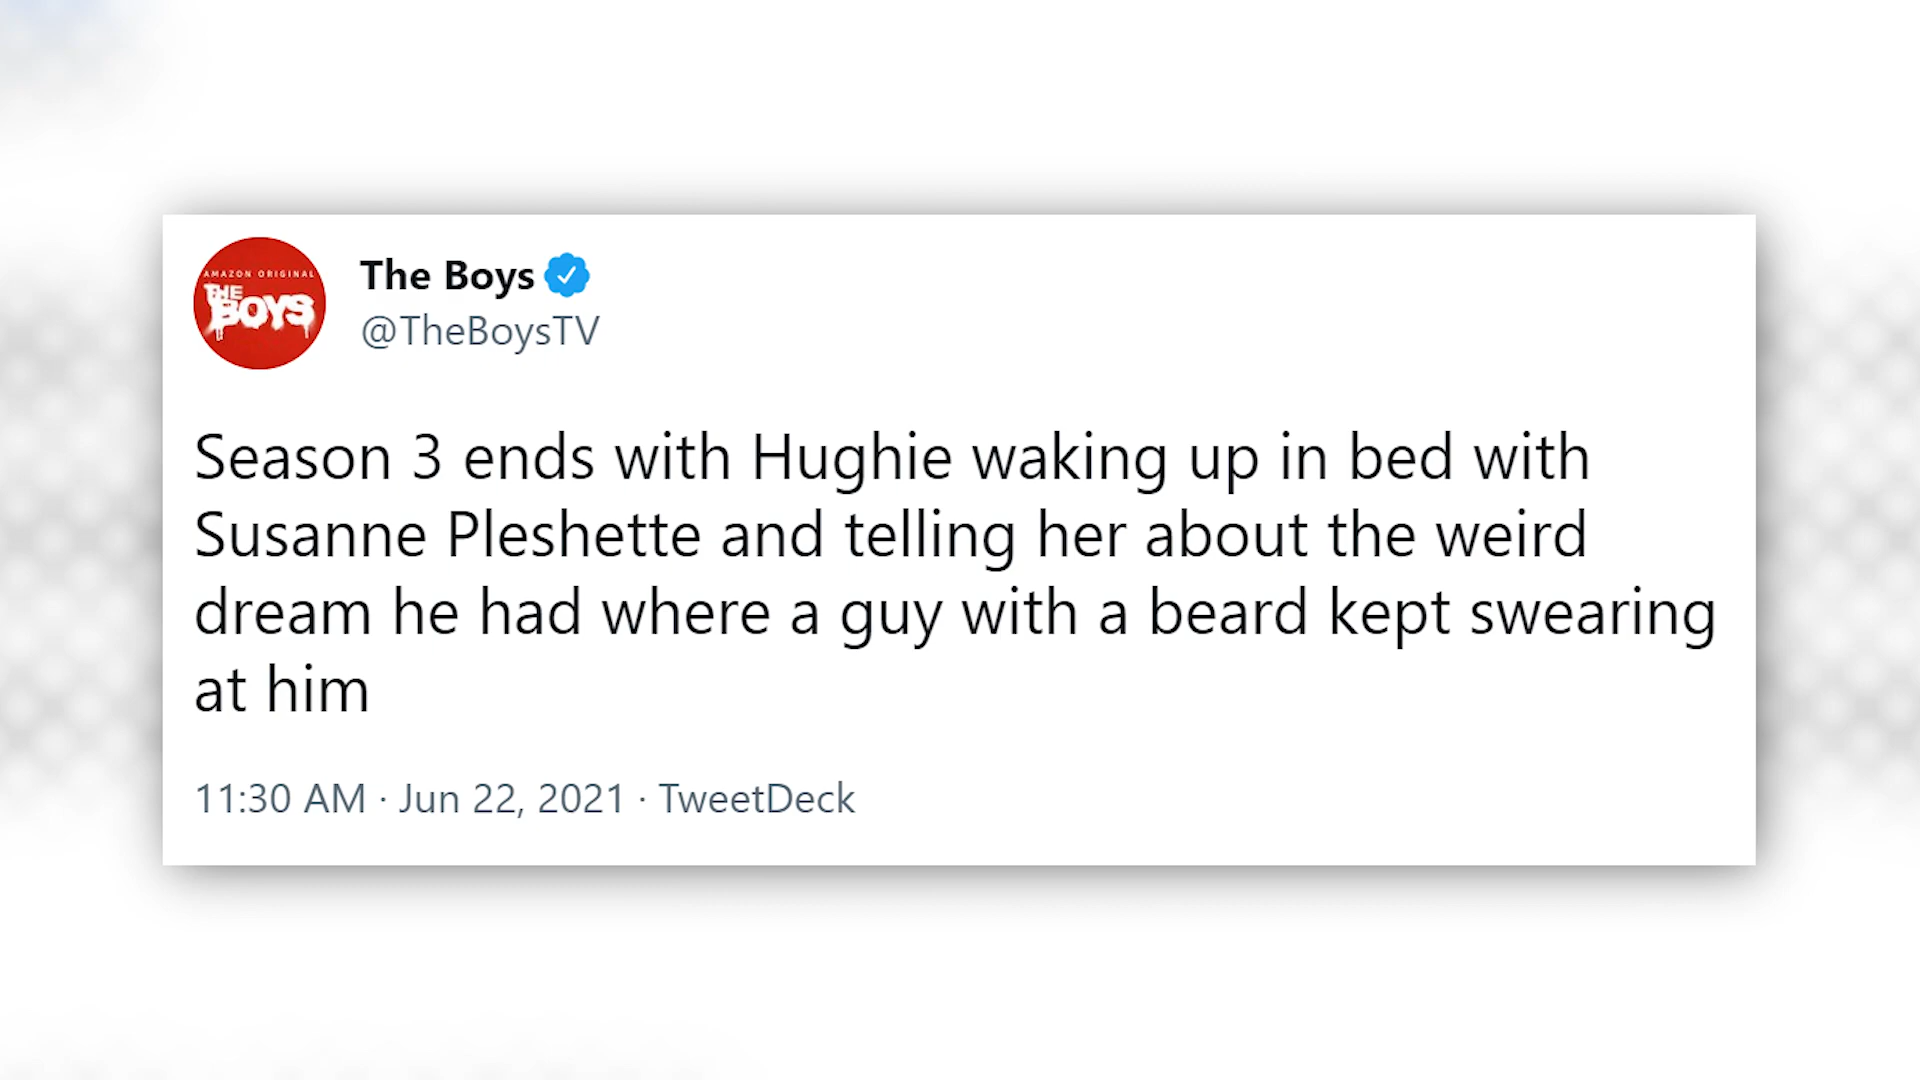 AMAZON ORIGINAL
THE
BOYS
The Boys
@TheBoysTV
Season 3 ends with Hughie waking up in bed with
Susanne Pleshette and telling her about the weird
dream he had where a guy with a beard kept swearing
at him
11:30 AM · Jun 22, 2021 · TweetDeck